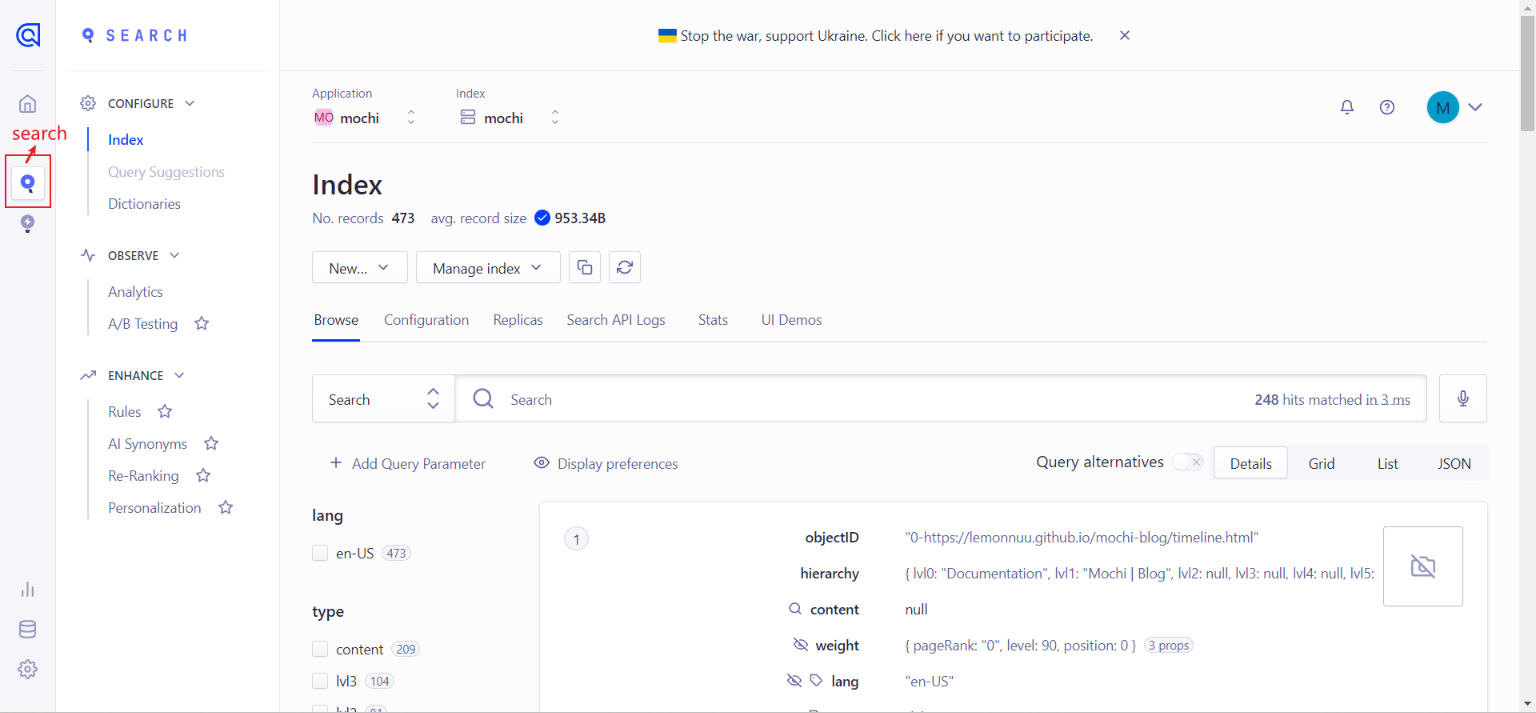 SEARCH
Stop the war, support Ukraine. Click here if you want to participate.
search
CONFIGURE
Index
Query Suggestions
Dictionaries
OBSERVE
Analytics
A/B Testing
ENHANCE
Rules
AI Synonyms
Re-Ranking
Personalization
Application
Index
MO mochi
mochi
M
Index
No. records 473 avg. record size 953.34B
New...
Manage index
Browse Configuration Replicas Search API Logs Stats UI Demos
Search
Search
248 hits matched in 3 ms
Add Query Parameter
Display preferences
Query alternatives
Details Grid List JSON
lang
en-US 473
type
content 209
lvl3 104
lvl2 91
1
objectID "0-https://lemonnuu.github.io/mochi-blog/timeline.html"
hierarchy { lvl0: "Documentation", lvl1: "Mochi | Blog", lvl2: null, lvl3: null, lvl4: null, lvl5:
content null
weight { pageRank: "0", level: 90, position: 0 } 3 props
lang "en-US"